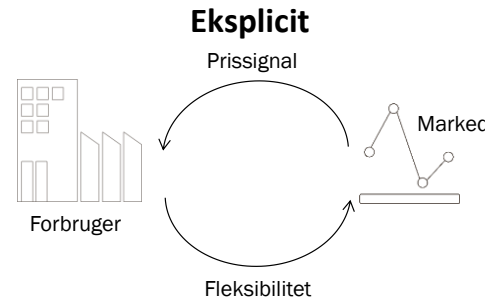 Eksplicit
Prissignal
Marked
Forbruger
Fleksibilitet